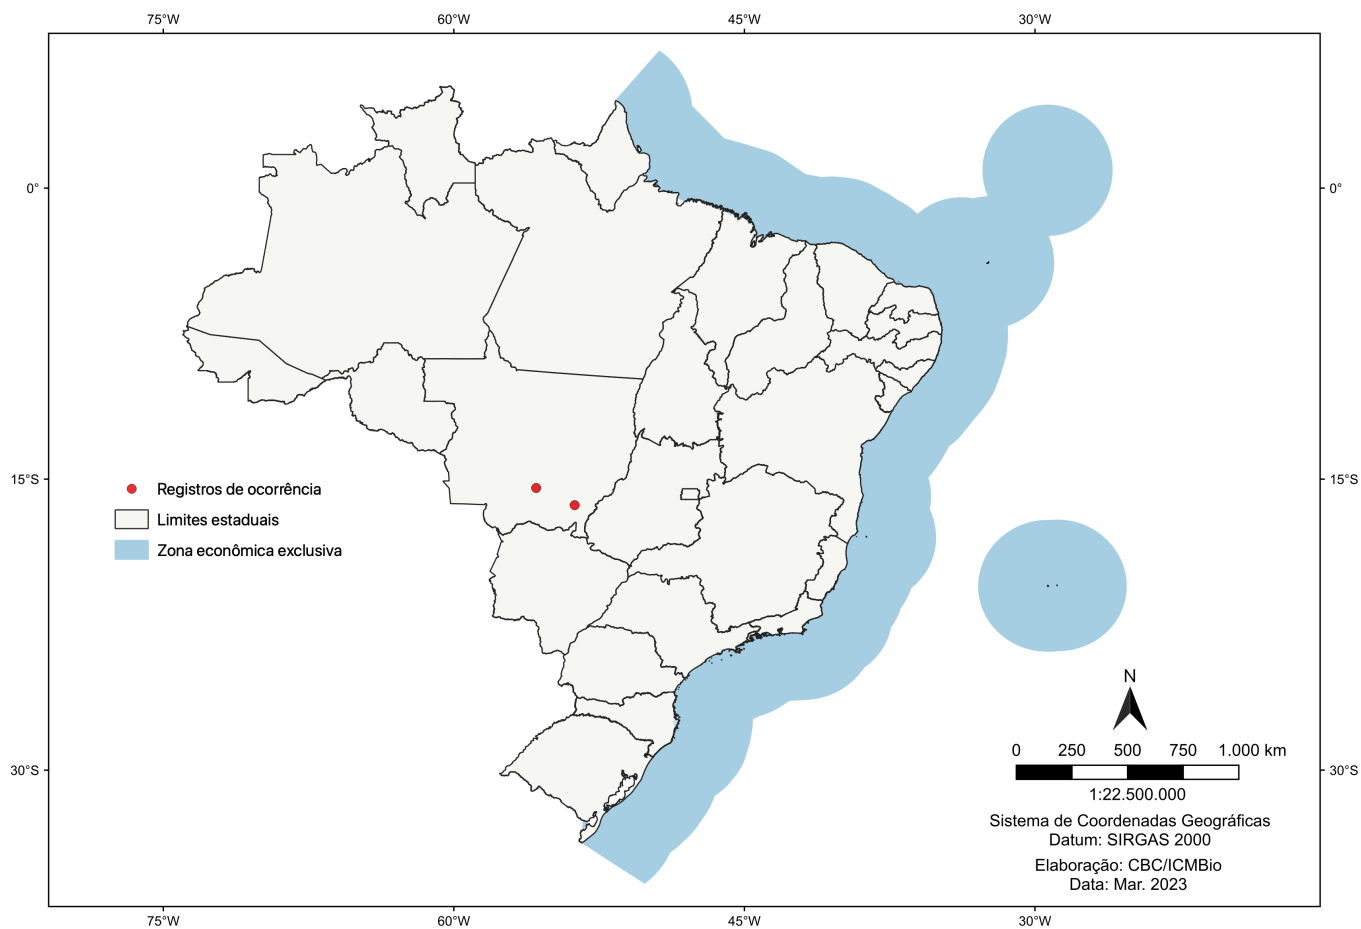 75°W 60°W 45°W 30°W
0° 0°
15°S 15°S
Registros de ocorrência
Limites estaduais
Zona econômica exclusiva
N
0 250 500 750 1.000 km
30°S 30°S
1:22.500.000
Sistema de Coordenadas Geográficas
Datum: SIRGAS 2000
Elaboração: CBC/ICMBio
Data: Mar. 2023
75°W 60°W 45°W 30°W